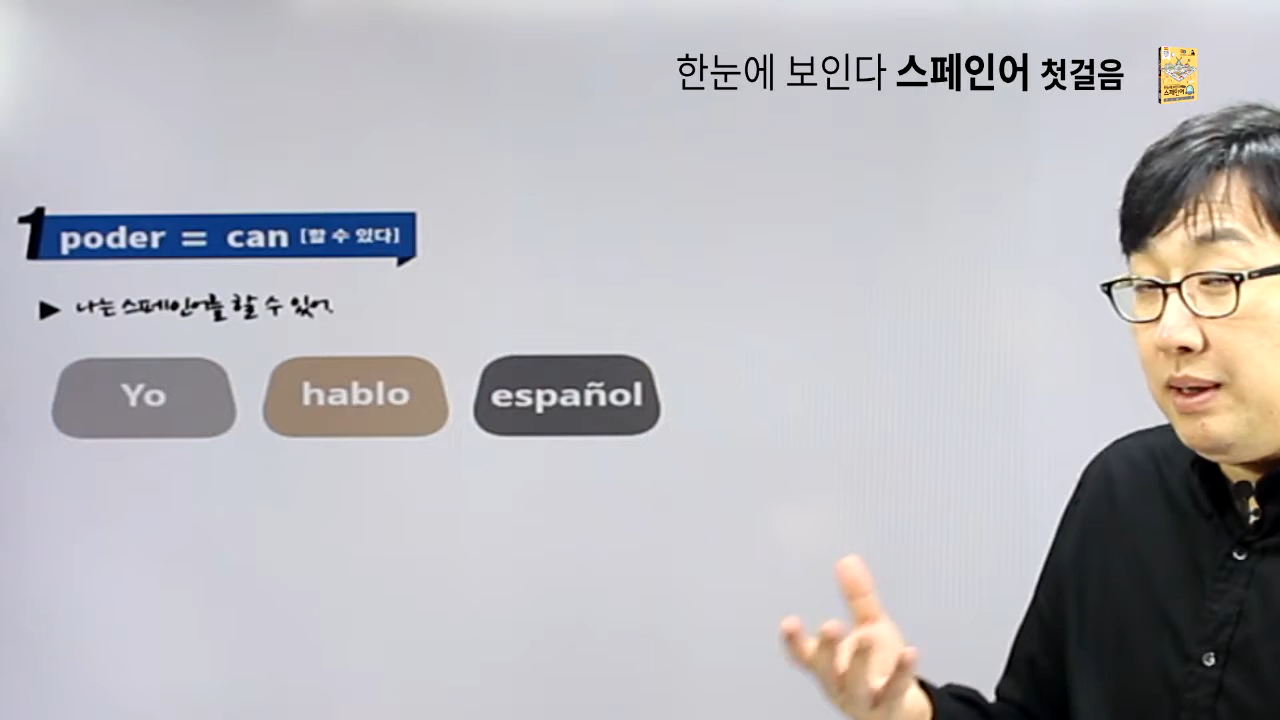 한눈에 보인다 스페인어 첫걸음
1 poder = can [할 수 있다]
▶ 나는 스페인어를 할 수 있어.
Yo hablo español